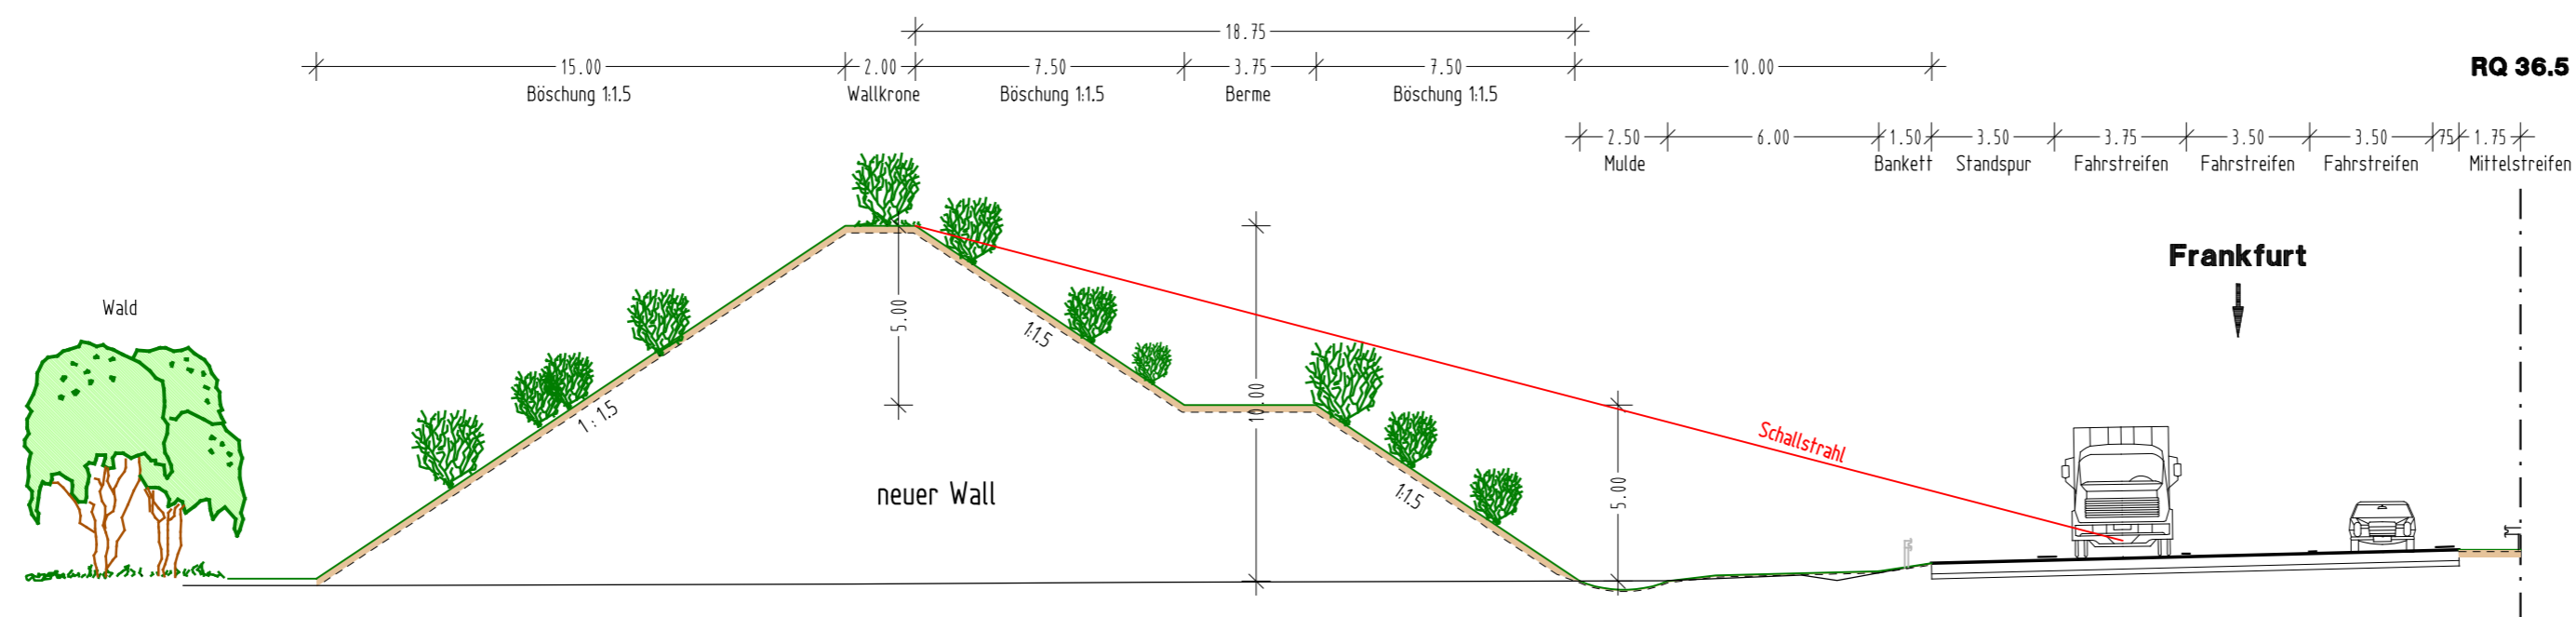 18.75
15.00 2.00 7.50 3.75 7.50 10.00
RQ 36.5
Böschung 1:1.5 Wallkrone Böschung 1:1.5 Berme Böschung 1:1.5
2.50 6.00 1.50 3.50 3.75 3.50 3.50 75 1.75
Mulde Bankett Standspur Fahrstreifen Fahrstreifen Fahrstreifen Mittelstreifen
Frankfurt
Wald
5.00
1:1.5
10.00
1 : 1.5
Schallstrahl
neuer Wall
1:1.5
5.00